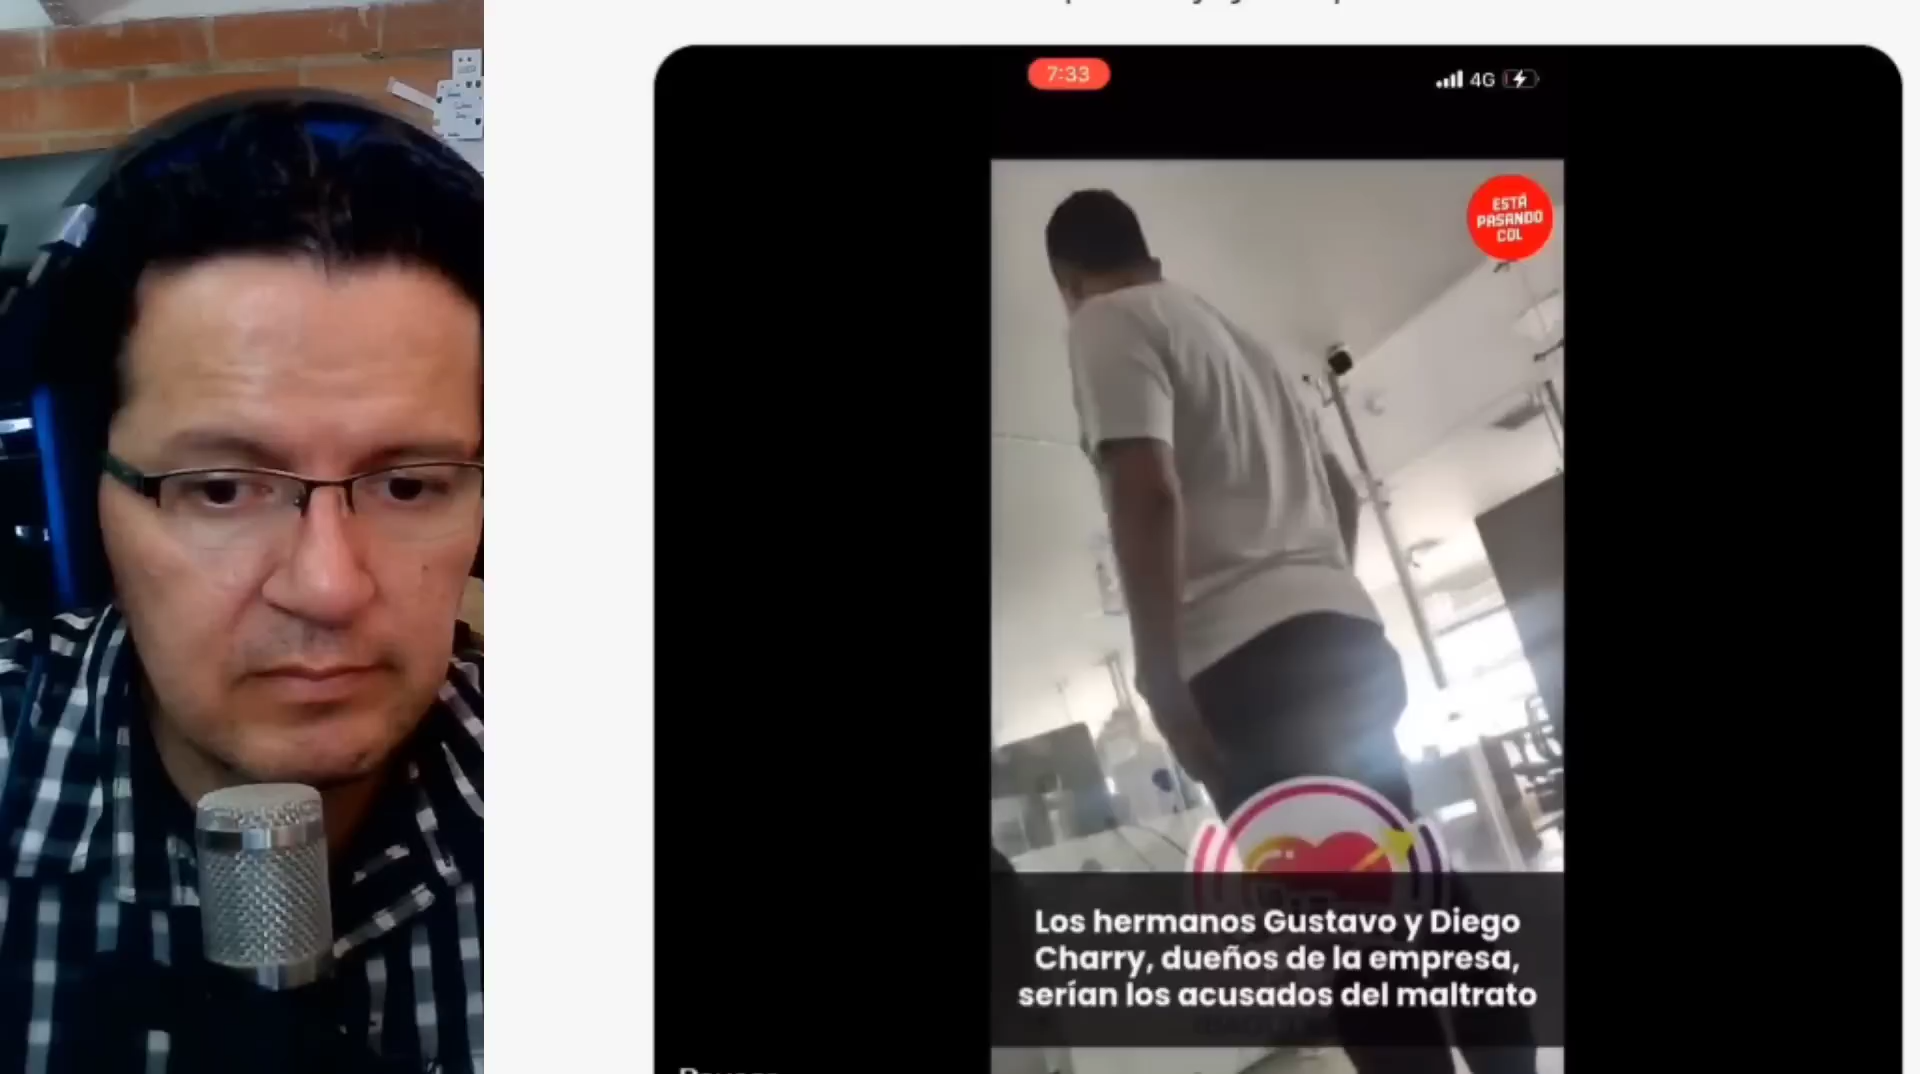 7:33
4G
ESTÁ
PASANDO
COL
Los hermanos Gustavo y Diego
Charry, dueños de la empresa,
serían los acusados del maltrato